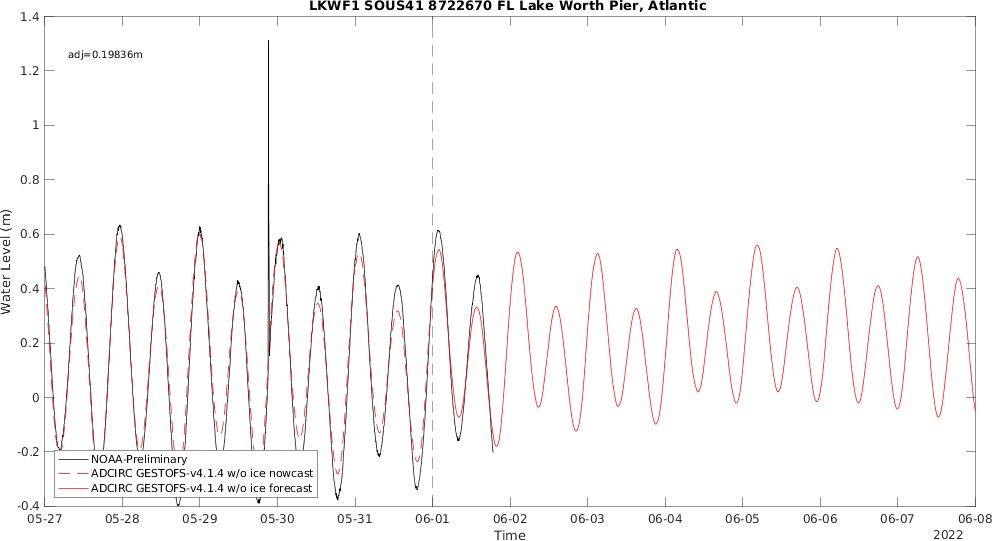 LKWF1 SOUS41 8722670 FL Lake Worth Pier, Atlantic
adj=0.19836m
Water Level (m)
1.4
1.2
1
0.8
0.6
0.4
0.2
0
-0.2
-0.4
NOAA-Preliminary
ADCIRC GESTOFS-v4.1.4 w/o ice nowcast
ADCIRC GESTOFS-v4.1.4 w/o ice forecast
05-27 05-28 05-29 05-30 05-31 06-01 06-02 06-03 06-04 06-05 06-06 06-07 06-08
Time
2022